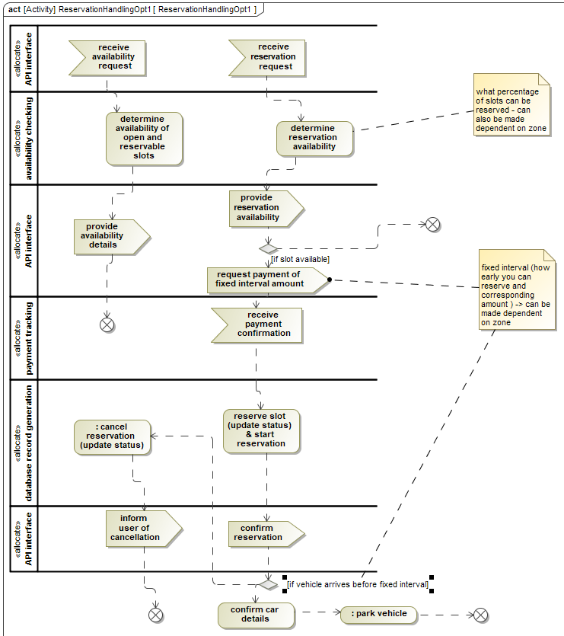 act [Activity] ReservationHandlingOpt1 [ ReservationHandlingOpt1 ]
«allocate»
API interface
receive
availability
request
receive
reservation
request
«allocate»
availability checking
determine
availability of
open and
reservable
slots
determine
reservation
availability
what percentage
of slots can be
reserved - can
also be made
dependent on zone
«allocate»
API interface
provide
availability
details
provide
reservation
availability
[if slot available]
request payment of
fixed interval amount
fixed interval (how
early you can
reserve and
corresponding
amount ) -> can be
made dependent
on zone
«allocate»
payment tracking
receive
payment
confirmation
«allocate»
database record generation
: cancel
reservation
(update status)
reserve slot
(update status)
& start
reservation
«allocate»
API interface
inform
user of
cancellation
confirm
reservation
[if vehicle arrives before fixed interval]
confirm car
details
: park vehicle